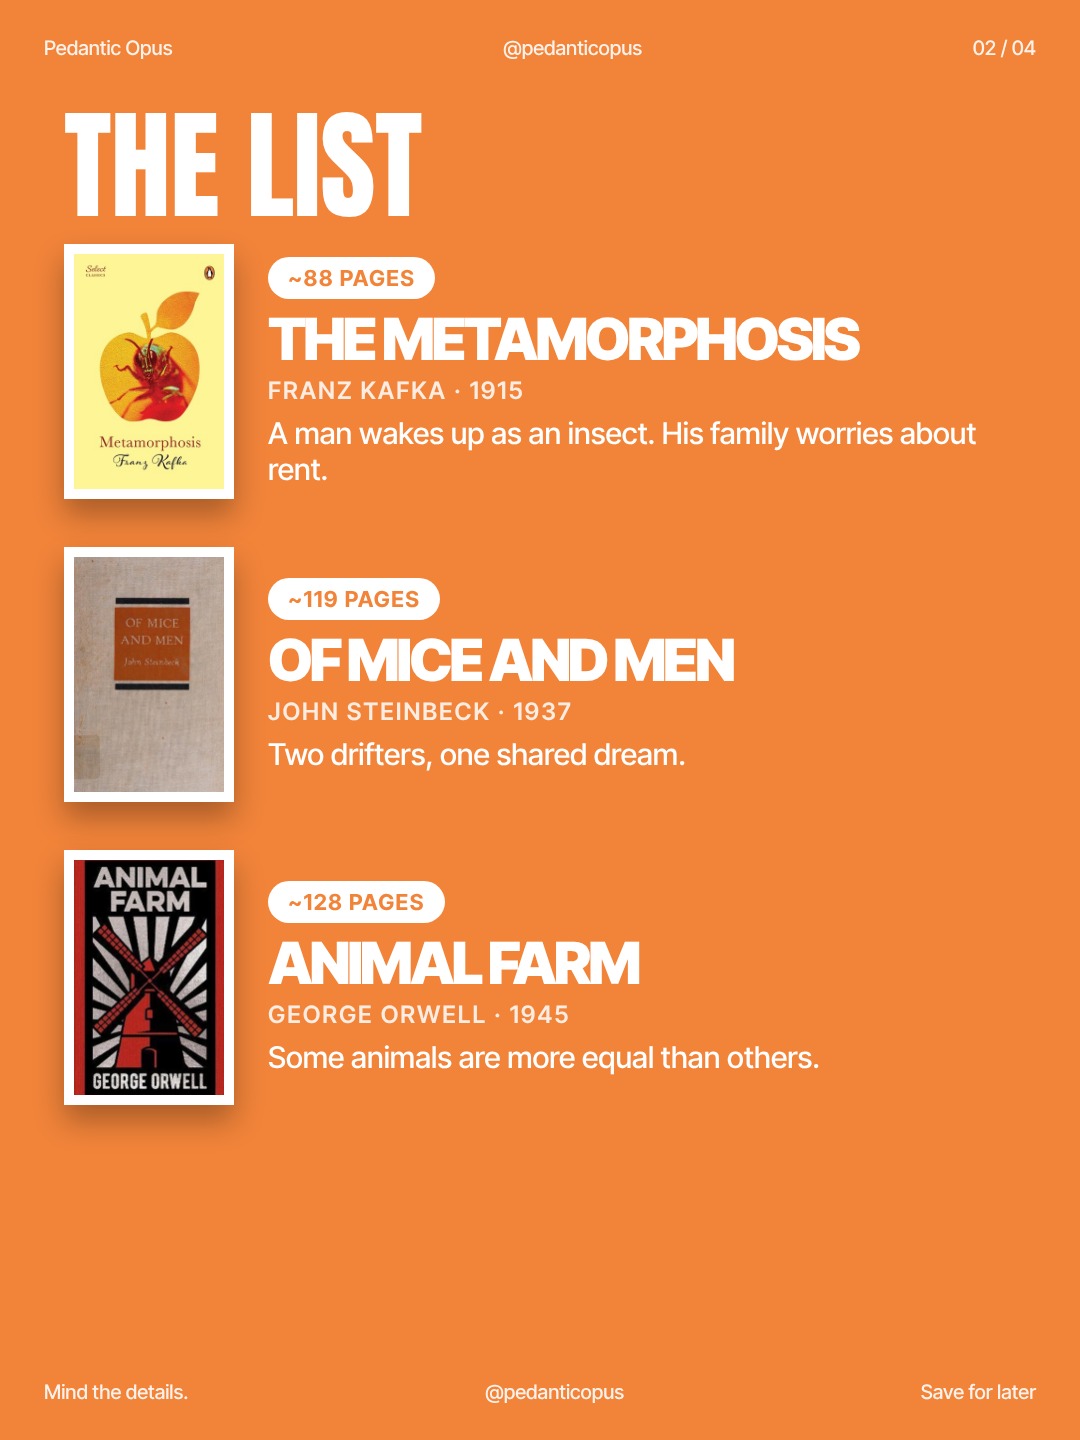 Pedantic Opus
@pedanticopus
02 / 04
THE LIST
Select
CLASSICS
Metamorphosis
Franz Kafka
~88 PAGES
THE METAMORPHOSIS
FRANZ KAFKA · 1915
A man wakes up as an insect. His family worries about
rent.
OF MICE
AND MEN
John Steinbeck
~119 PAGES
OF MICE AND MEN
JOHN STEINBECK · 1937
Two drifters, one shared dream.
ANIMAL
FARM
GEORGE ORWELL
~128 PAGES
ANIMAL FARM
GEORGE ORWELL · 1945
Some animals are more equal than others.
Mind the details.
@pedanticopus
Save for later